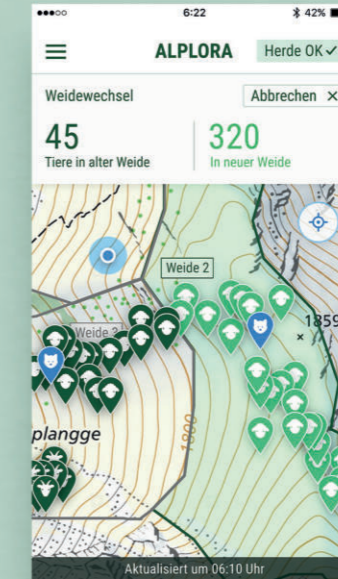 6:22 42%
ALPLORA Herde OK ✓
Weidewechsel Abbrechen ×
45 320
Tiere in alter Weide In neuer Weide
Weide 2
1859
Weide
plangge
1800
Aktualisiert um 06:10 Uhr